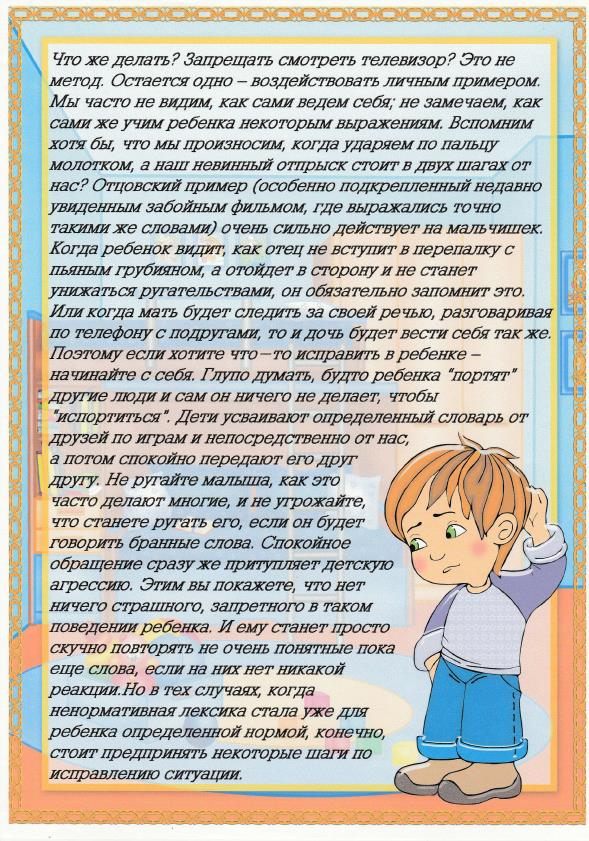 Что же делать? Запрещать смотреть телевизор? Это не
метод. Остается одно – воздействовать личным примером.
Мы часто не видим, как сами ведем себя; не замечаем, как
сами же учим ребенка некоторым выражениям. Вспомним
хотя бы, что мы произносим, когда ударяем по пальцу
молотком, а наш невинный отпрыск стоит в двух шагах от
нас? Отцовский пример (особенно подкрепленный недавно
увиденным забойным фильмом, где выражались точно
такими же словами) очень сильно действует на мальчишек.
Когда ребенок видит, как отец не вступит в перепалку с
пьяным грубияном, а отойдет в сторону и не станет
унижаться ругательствами, он обязательно запомнит это.
Или когда мать будет следить за своей речью, разговаривая
по телефону с подругами, то и дочь будет вести себя так же.
Поэтому если хотите что–то исправить в ребенке –
начинайте с себя. Глупо думать, будто ребенка "портят"
другие люди и сам он ничего не делает, чтобы
"испортиться". Дети усваивают определенный словарь от
друзей по играм и непосредственно от нас,
а потом спокойно передают его друг
другу. Не ругайте малыша, как это
часто делают многие, и не угрожайте,
что станете ругать его, если он будет
говорить бранные слова. Спокойное
обращение сразу же притупляет детскую
агрессию. Этим вы покажете, что нет
ничего страшного, запретного в таком
поведении ребенка. И ему станет просто
скучно повторять не очень понятные пока
еще слова, если на них нет никакой
реакции.Но в тех случаях, когда
ненормативная лексика стала уже для
ребенка определенной нормой, конечно,
стоит предпринять некоторые шаги по
исправлению ситуации.